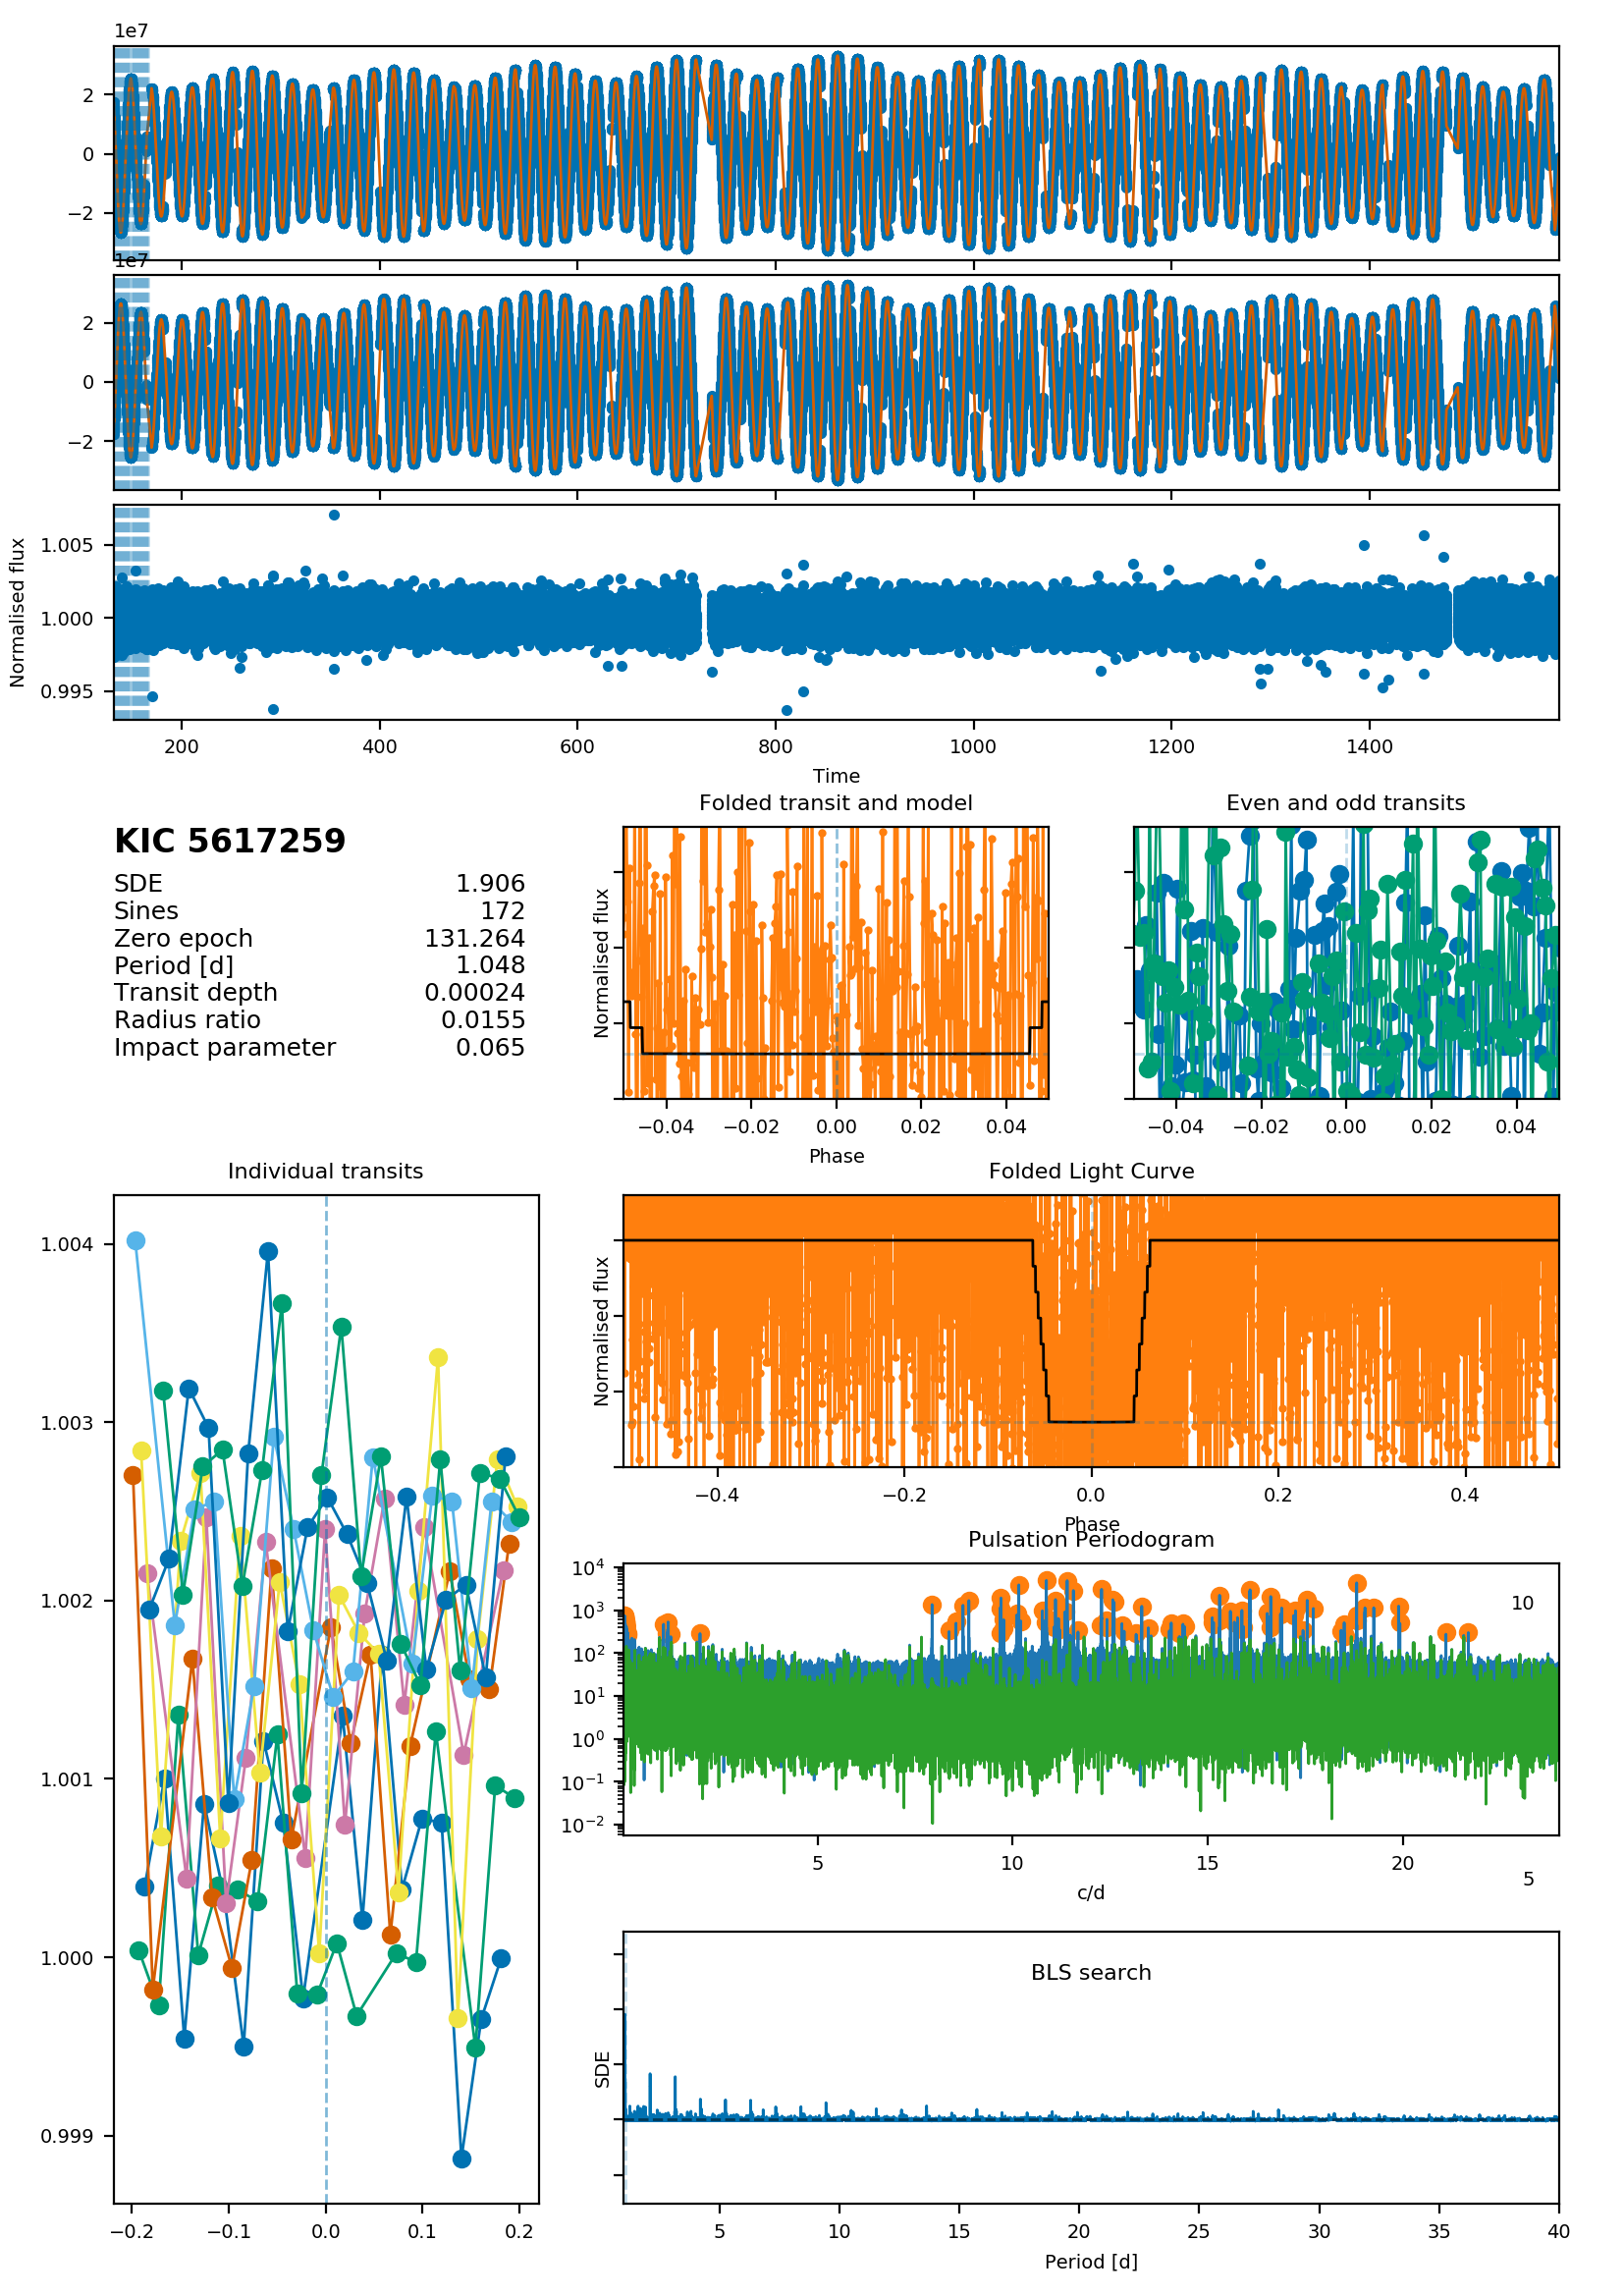 1e7
2
0
−2
1e7
2
0
−2
Normalised flux
1.005
1.000
0.995
200 400 600 800 1000 1200 1400
Time
KIC 5617259
SDE 1.906
Sines 172
Zero epoch 131.264
Period [d] 1.048
Transit depth 0.00024
Radius ratio 0.0155
Impact parameter 0.065
Folded transit and model
Normalised flux
−0.04 −0.02 0.00 0.02 0.04
Phase
Even and odd transits
−0.04 −0.02 0.00 0.02 0.04
Individual transits
1.004
1.003
1.002
1.001
1.000
0.999
−0.2 −0.1 0.0 0.1 0.2
Folded Light Curve
Normalised flux
−0.4 −0.2 0.0 0.2 0.4
Phase
Pulsation Periodogram
10⁴
10³
10²
10¹
10⁰
10⁻¹
10⁻²
10
5 10 15 20
5
c/d
BLS search
SDE
5 10 15 20 25 30 35 40
Period [d]